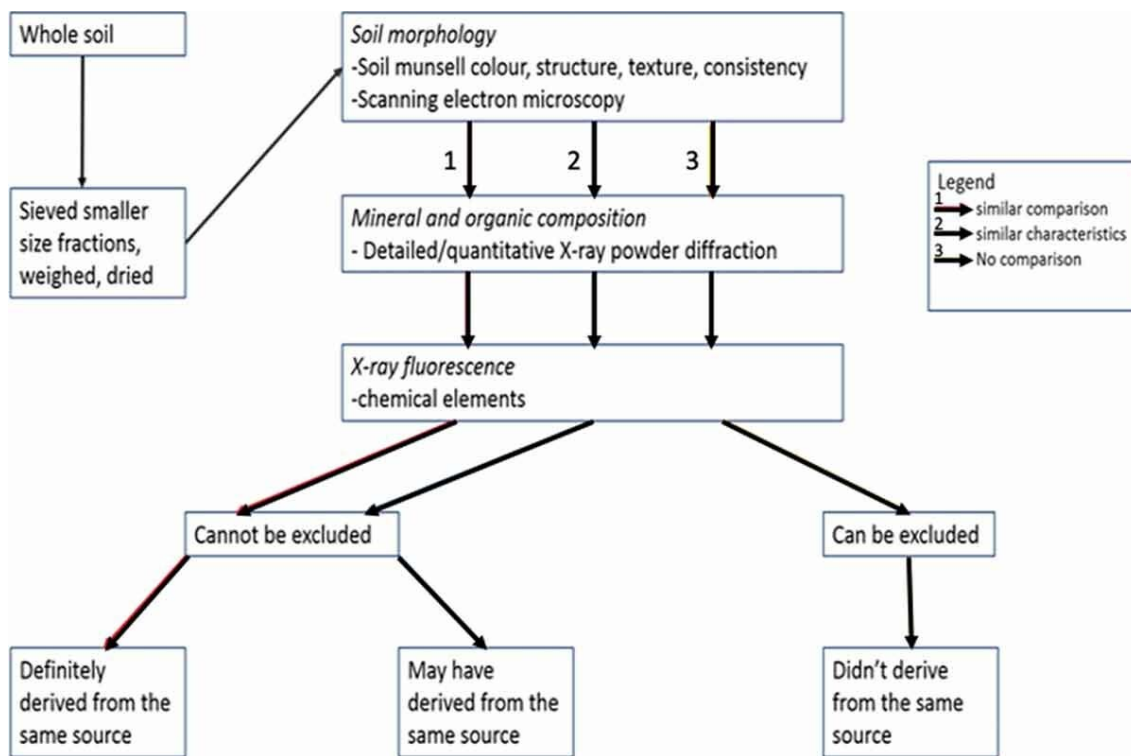 Whole soil
Soil morphology
-Soil munsell colour, structure, texture, consistency
-Scanning electron microscopy
1
2
3
Sieved smaller
size fractions,
weighed, dried
Mineral and organic composition
- Detailed/quantitative X-ray powder diffraction
Legend
1 similar comparison
2 similar characteristics
3 No comparison
X-ray fluorescence
-chemical elements
Cannot be excluded
Can be excluded
Definitely
derived from the
same source
May have
derived from the
same source
Didn't derive
from the same
source